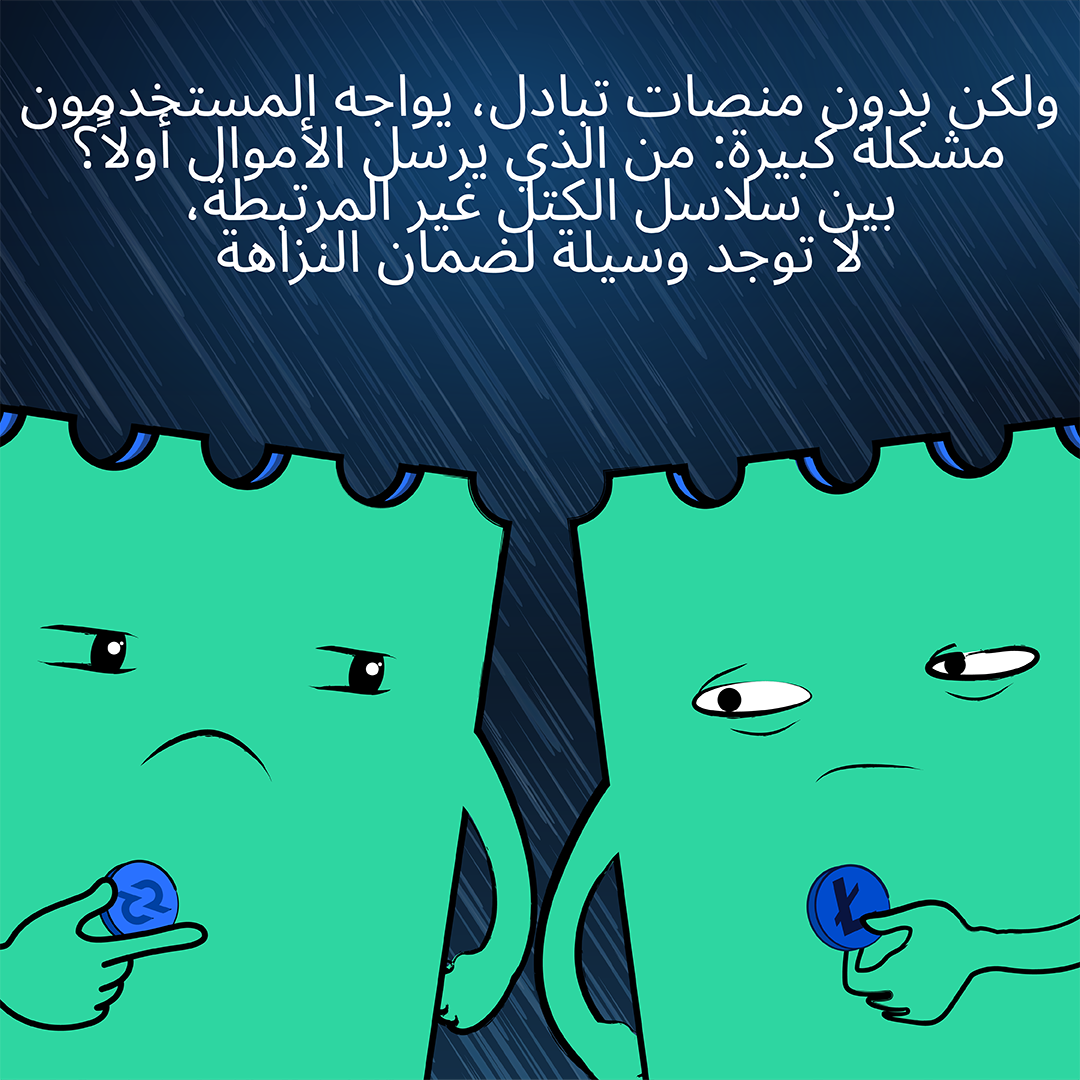 ولكن بدون منصات تبادل، يواجه المستخدمون
مشكلة كبيرة: من الذي يرسل الأموال أولاً؟
بين سلاسل الكتل غير المرتبطة،
لا توجد وسيلة لضمان النزاهة